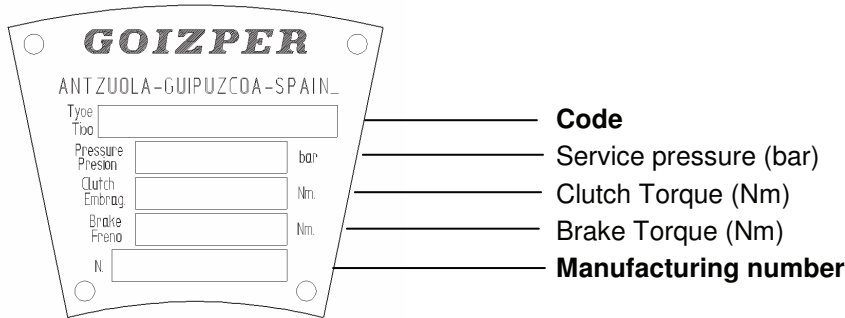 GOIZPER
ANTZUOLA-GUIPUZCOA-SPAIN_
Type
Tipo
Code
Pressure
Presion
bar
Service pressure (bar)
Clutch
Embrag.
Nm.
Clutch Torque (Nm)
Brake
Freno
Nm.
Brake Torque (Nm)
N.
Manufacturing number